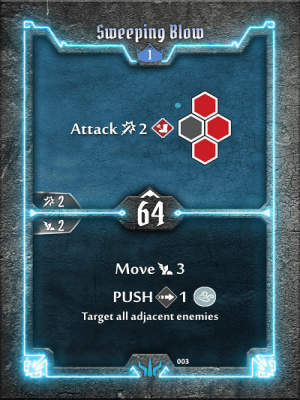 Sweeping Blow
1
Attack 2
2
2
64
Move 3
PUSH 1
Target all adjacent enemies
003